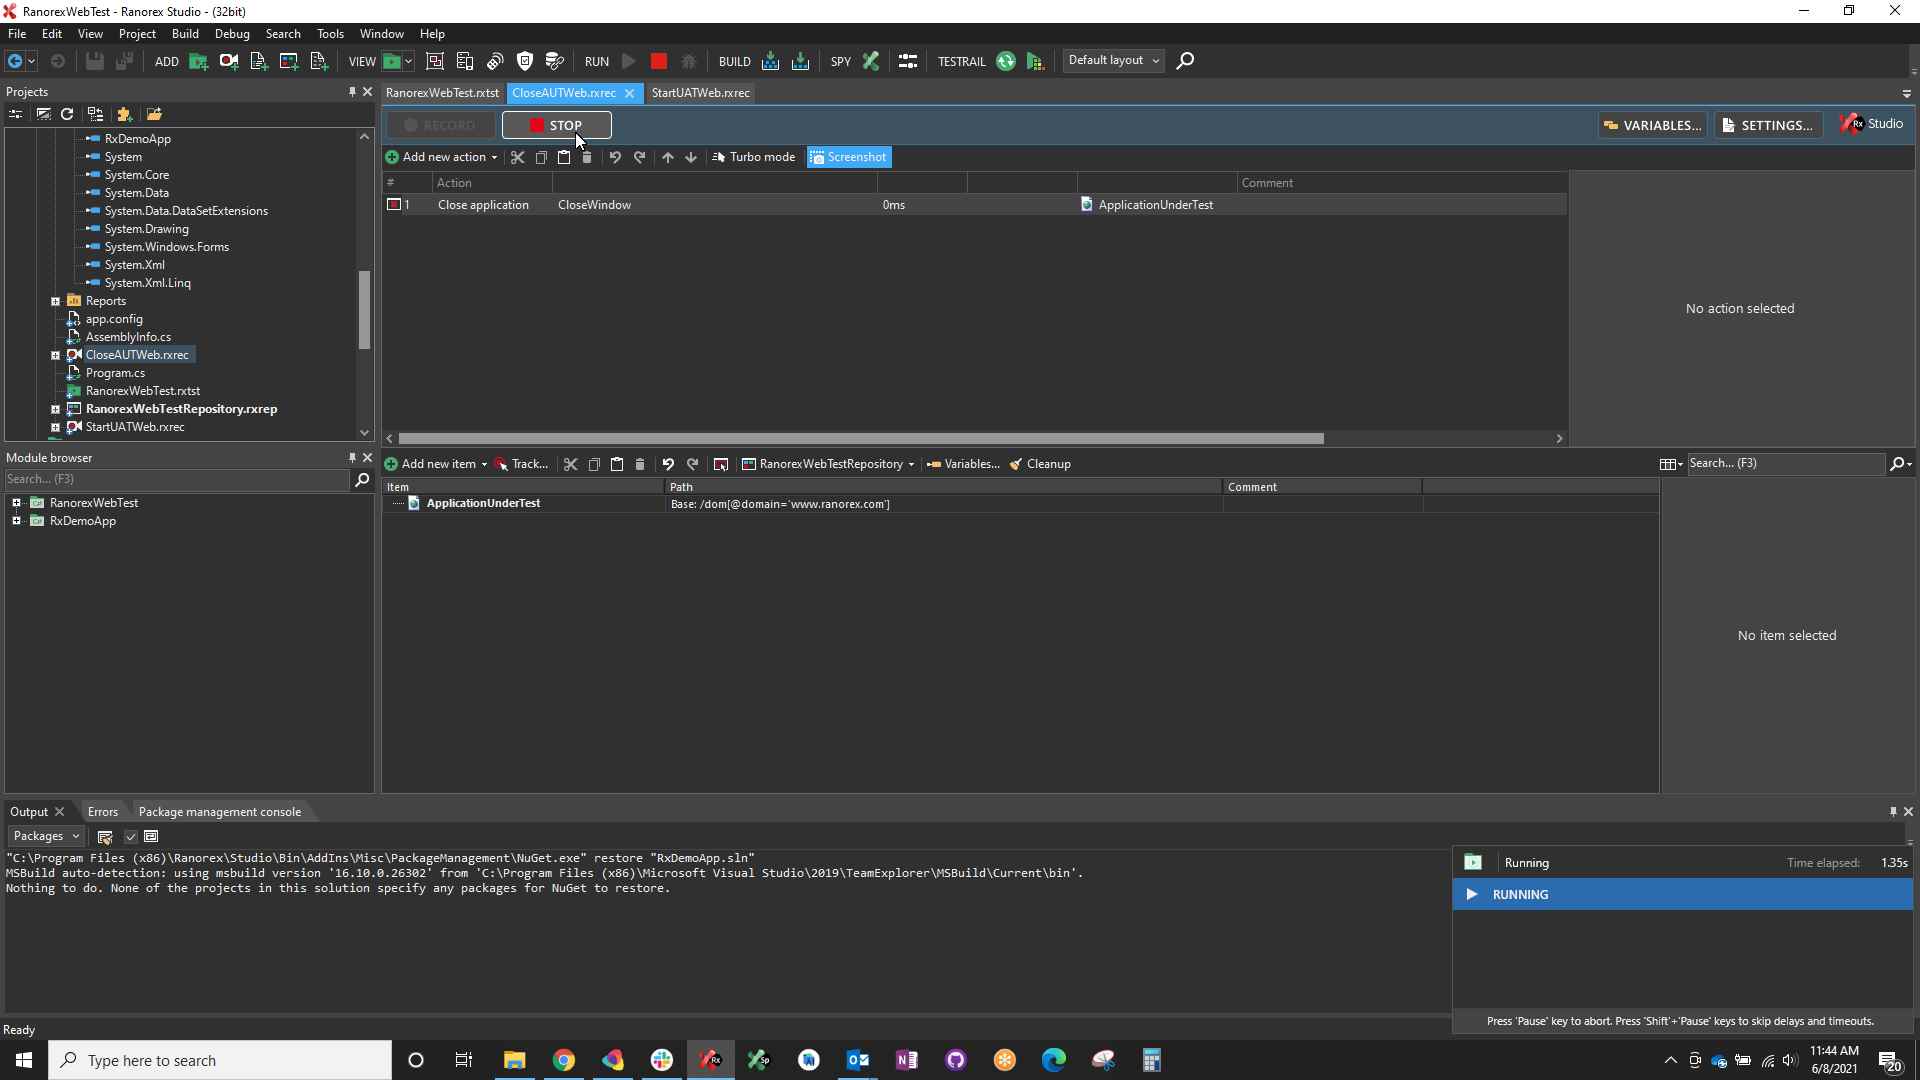 RanorexWebTest - Ranorex Studio - (32bit)
File Edit View Project Build Debug Search Tools Window Help
ADD VIEW RUN BUILD SPY TESTRAIL Default layout
Projects
RanorexWebTest.rxtst CloseAUTWeb.rxrec StartUATWeb.rxrec
RECORD STOP VARIABLES... SETTINGS... Rx Studio
Add new action Turbo mode Screenshot
# Action Comment
1 Close application CloseWindow 0ms ApplicationUnderTest
No action selected
RxDemoApp
System
System.Core
System.Data
System.Data.DataSetExtensions
System.Drawing
System.Windows.Forms
System.Xml
System.Xml.Linq
Reports
app.config
AssemblyInfo.cs
CloseAUTWeb.rxrec
Program.cs
RanorexWebTest.rxtst
RanorexWebTestRepository.rxrep
StartUATWeb.rxrec
Module browser
Search... (F3)
RanorexWebTest
RxDemoApp
Add new item Track... RanorexWebTestRepository Variables... Cleanup Search... (F3)
Item Path Comment
ApplicationUnderTest Base: /dom[@domain='www.ranorex.com']
No item selected
Output Errors Package management console
Packages
"C:\Program Files (x86)\Ranorex\Studio\Bin\AddIns\Misc\PackageManagement\NuGet.exe" restore "RxDemoApp.sln"
MSBuild auto-detection: using msbuild version '16.10.0.26302' from 'C:\Program Files (x86)\Microsoft Visual Studio\2019\TeamExplorer\MSBuild\Current\bin'.
Nothing to do. None of the projects in this solution specify any packages for NuGet to restore.
Running Time elapsed: 1.35s
RUNNING
Press 'Pause' key to abort. Press 'Shift'+'Pause' keys to skip delays and timeouts.
Ready
Type here to search
11:44 AM
6/8/2021
20